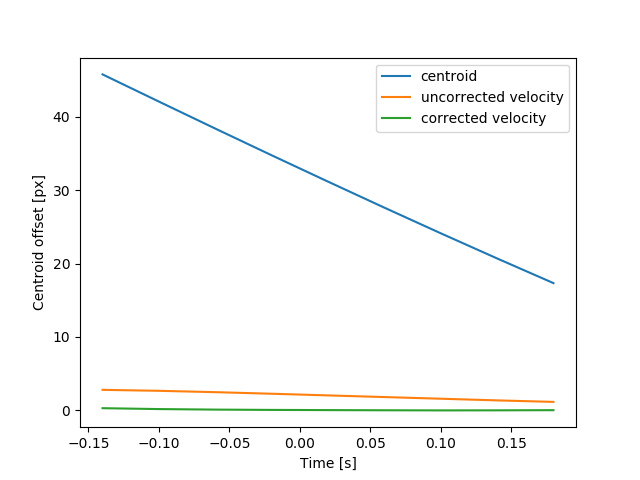 centroid
uncorrected velocity
corrected velocity
Centroid offset [px]
40
30
20
10
0
−0.15 −0.10 −0.05 0.00 0.05 0.10 0.15
Time [s]